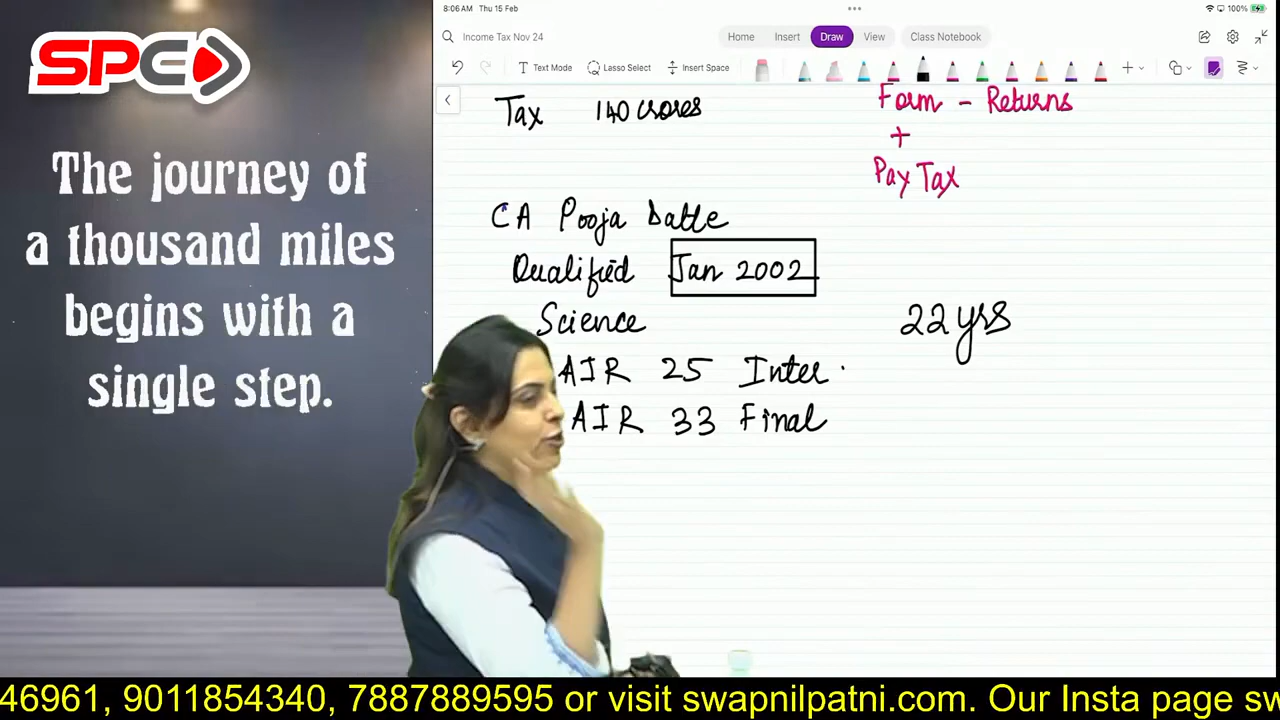 SPE
The journey of
a thousand miles
begins with a
single step.
8:06 AM Thu 15 Feb
100%
Income Tax Nov 24
Home Insert Draw View Class Notebook
Text Mode Lasso Select Insert Space
Tax 140 crores
Form - Returns
+
Pay Tax
CA Pooja Datte
Qualified Jan 2002
Science 22 yrs
AIR 25 Inter
AIR 33 Final
46961, 9011854340, 7887889595 or visit swapnilpatni.com. Our Insta page sw